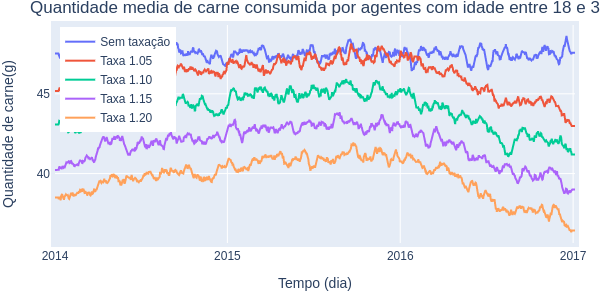 Quantidade media de carne consumida por agentes com idade entre 18 e 3
Sem taxação
Taxa 1.05
Taxa 1.10
Taxa 1.15
Taxa 1.20
Quantidade de carne(g)
45
40
2014
2015
2016
2017
Tempo (dia)